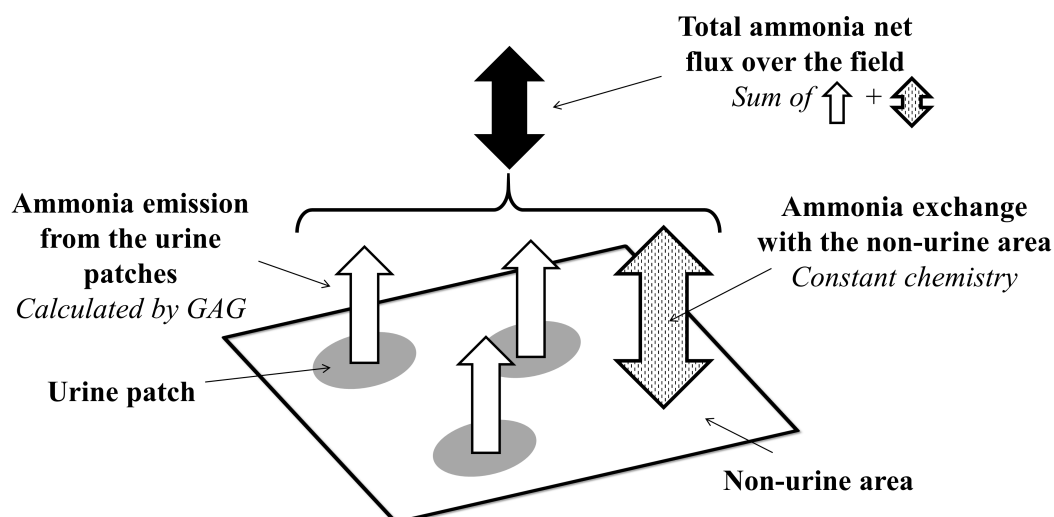 Total ammonia net
flux over the field
Sum of +
Ammonia emission
from the urine
patches
Calculated by GAG
Ammonia exchange
with the non-urine area
Constant chemistry
Urine patch
Non-urine area